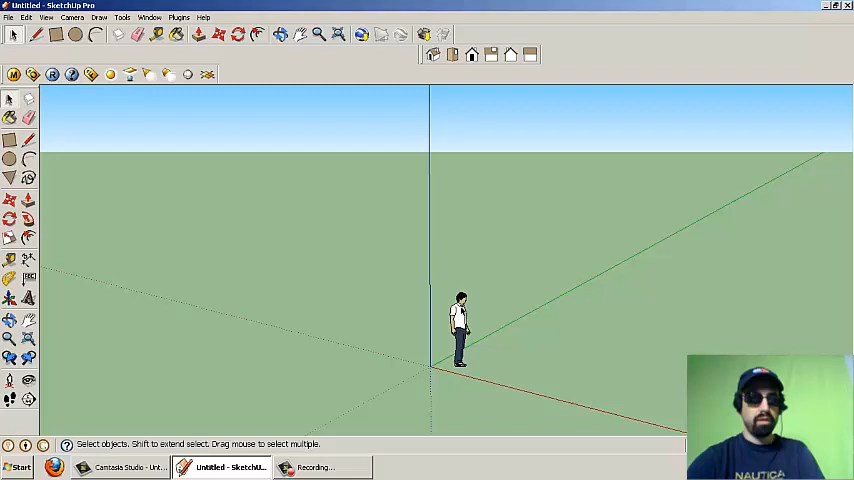 Untitled - SketchUp Pro
File Edit View Camera Draw Tools Window Plugins Help
Select objects. Shift to extend select. Drag mouse to select multiple.
Start Camtasia Studio - Unt... Untitled - SketchU... Recording...
NAUTICA